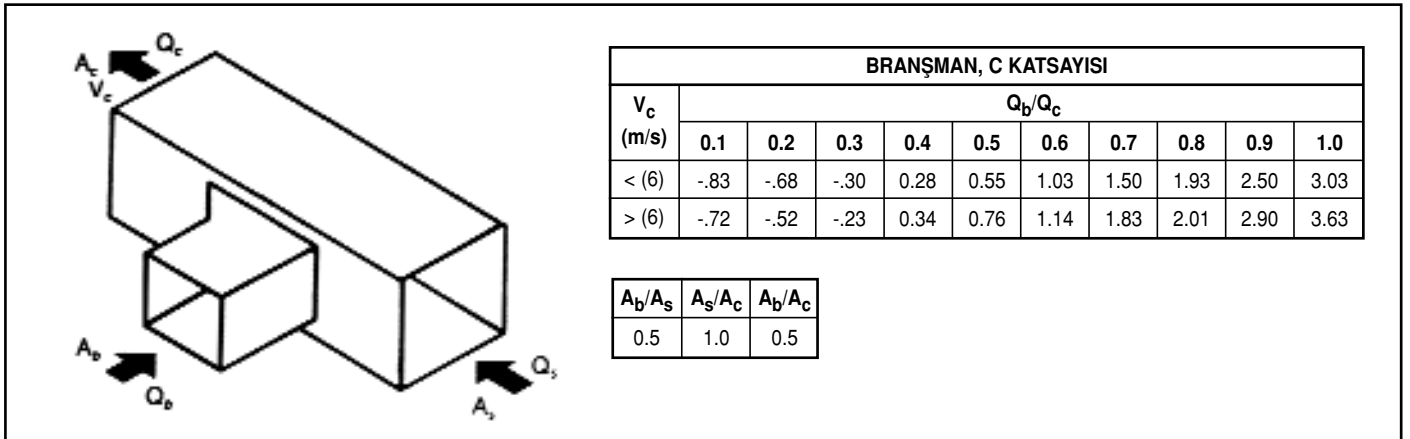 Qc
Ac
Vc
Ab
Qb
Qs
As
BRANŞMAN, C KATSAYISI
Vc (m/s) Qb/Qc
0.1 0.2 0.3 0.4 0.5 0.6 0.7 0.8 0.9 1.0
< (6) -.83 -.68 -.30 0.28 0.55 1.03 1.50 1.93 2.50 3.03
> (6) -.72 -.52 -.23 0.34 0.76 1.14 1.83 2.01 2.90 3.63
Ab/As As/Ac Ab/Ac
0.5 1.0 0.5